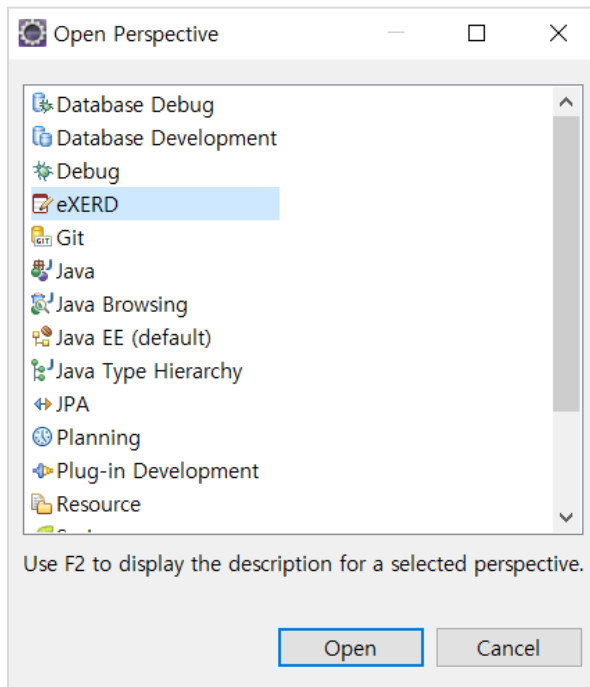 Open Perspective
Database Debug
Database Development
Debug
eXERD
Git
Java
Java Browsing
Java EE (default)
Java Type Hierarchy
JPA
Planning
Plug-in Development
Resource
Use F2 to display the description for a selected perspective.
Open
Cancel